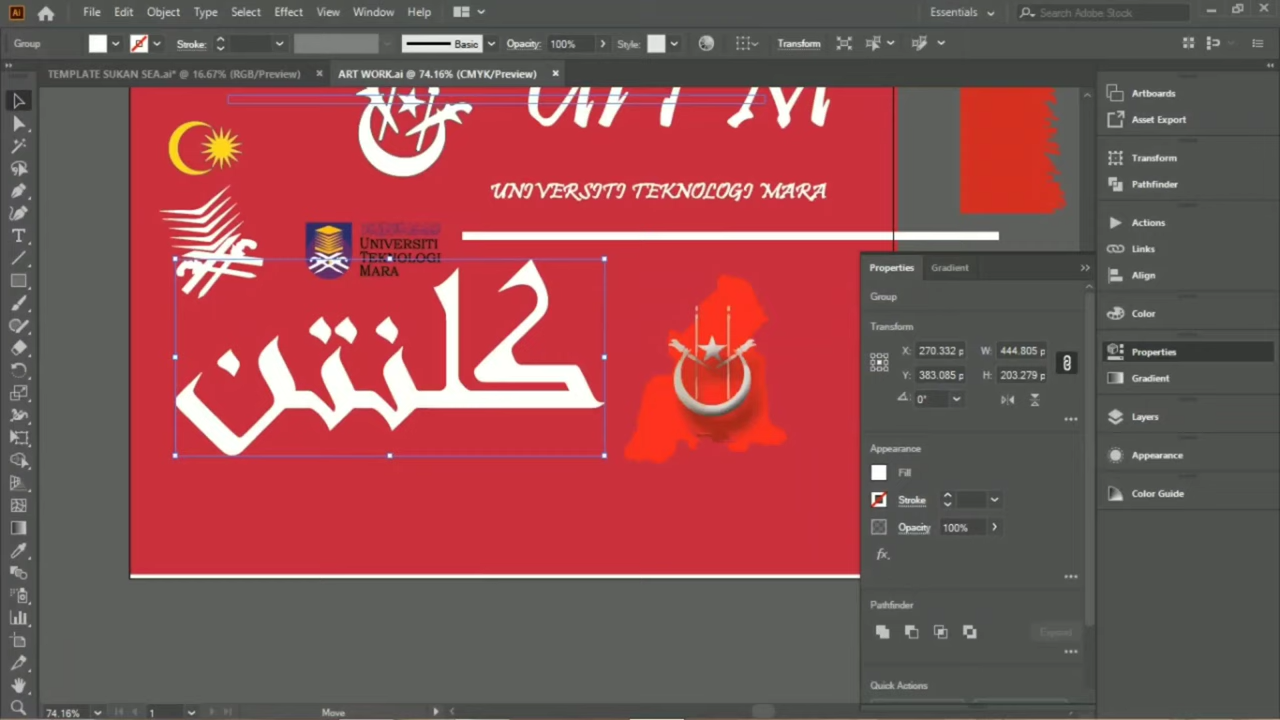 Ai File Edit Object Type Select Effect View Window Help Essentials Search Adobe Stock
Group Stroke: Basic Opacity: 100% Style: Transform
TEMPLATE SUKAN SEA.ai* @ 16.67% (RGB/Preview) × ART WORK.ai @ 74.16% (CMYK/Preview) ×
UiTM
UNIVERSITI TEKNOLOGI MARA
UNIVERSITI
TEKNOLOGI
MARA
كلنتن
Artboards
Asset Export
Transform
Pathfinder
Actions
Links
Align
Color
Properties
Gradient
Layers
Appearance
Color Guide
Properties Gradient
Group
Transform
X: 270.332 p W: 444.805 p
Y: 383.085 p H: 203.279 p
0°
Appearance
Fill
Stroke
Opacity 100%
fx.
Pathfinder
Expand
Quick Actions
74.16% 1 Move